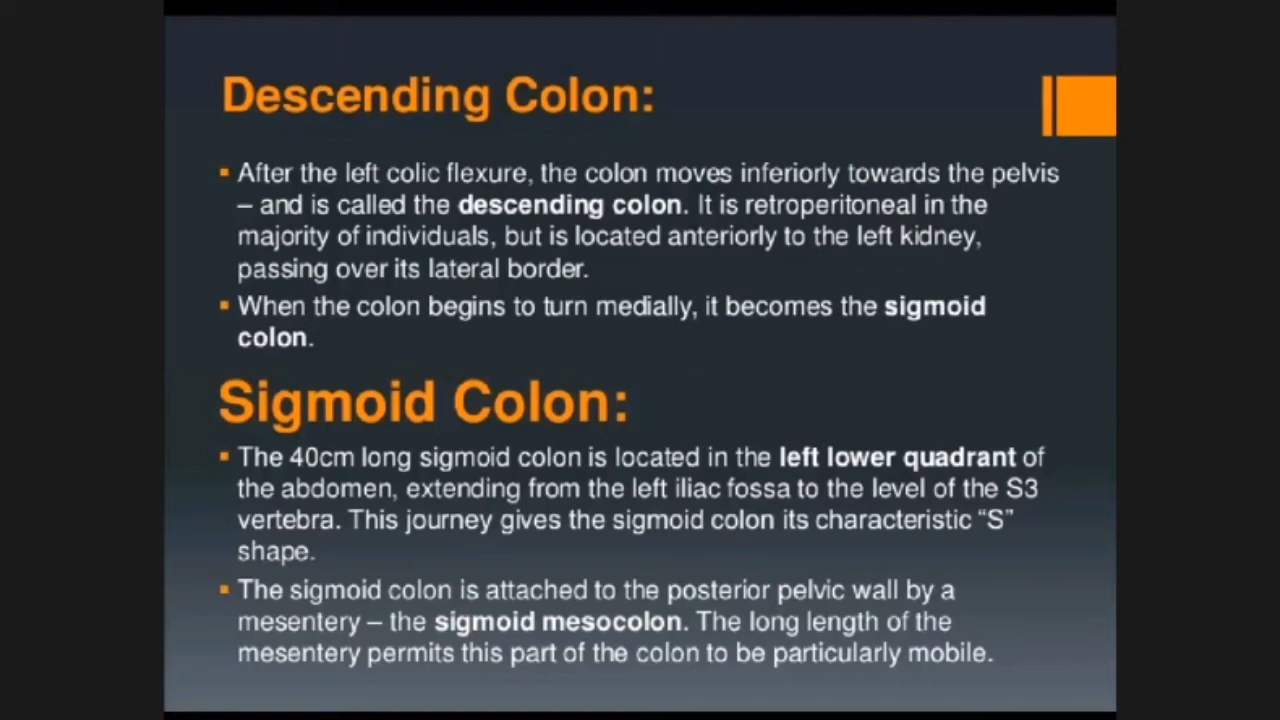 Descending Colon:
▪ After the left colic flexure, the colon moves inferiorly towards the pelvis
– and is called the descending colon. It is retroperitoneal in the
majority of individuals, but is located anteriorly to the left kidney,
passing over its lateral border.
▪ When the colon begins to turn medially, it becomes the sigmoid
colon.
Sigmoid Colon:
▪ The 40cm long sigmoid colon is located in the left lower quadrant of
the abdomen, extending from the left iliac fossa to the level of the S3
vertebra. This journey gives the sigmoid colon its characteristic “S”
shape.
▪ The sigmoid colon is attached to the posterior pelvic wall by a
mesentery – the sigmoid mesocolon. The long length of the
mesentery permits this part of the colon to be particularly mobile.